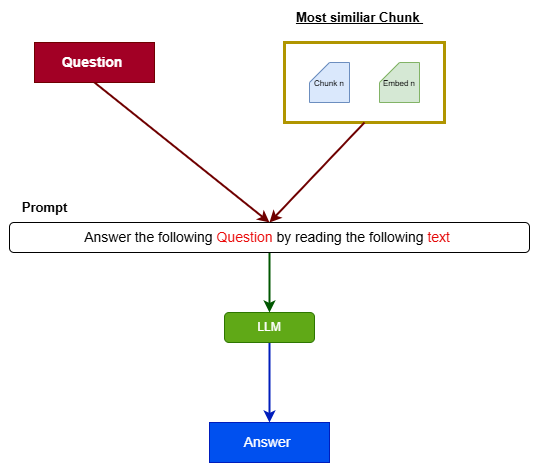 Most similiar Chunk
Question
Chunk n
Embed n
Prompt
Answer the following Question by reading the following text
LLM
Answer